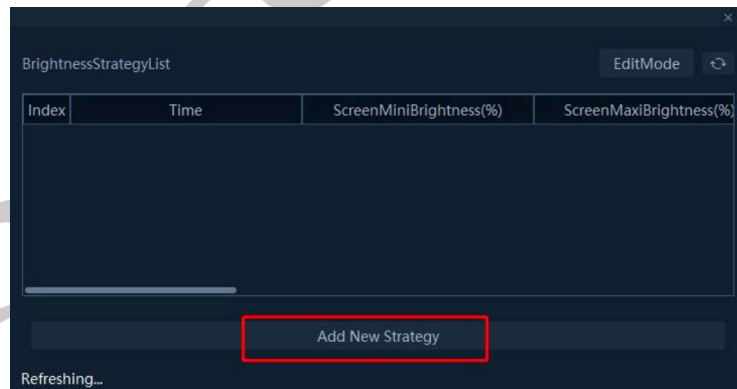 ×
BrightnessStrategyList EditMode
Index Time ScreenMiniBrightness(%) ScreenMaxiBrightness(%)
Add New Strategy
Refreshing...